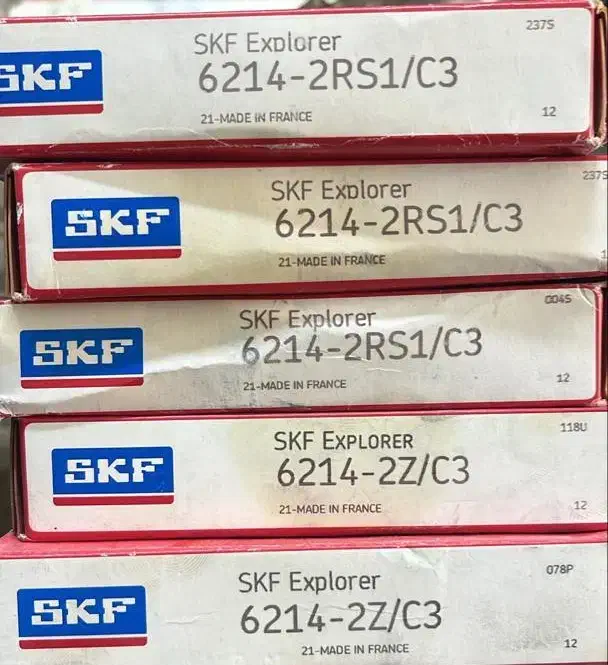 237S
SKF
SKF Explorer
6214-2RS1/C3
21-MADE IN FRANCE
12
237S
SKF
SKF Explorer
6214-2RS1/C3
21-MADE IN FRANCE
004S
SKF
SKF Explorer
6214-2RS1/C3
21-MADE IN FRANCE
12
118U
SKF
SKF EXPLORER
6214-2Z/C3
21-MADE IN FRANCE
12
078P
SKF
SKF Explorer
6214-2Z/C3
21-MADE IN FRANCE
12